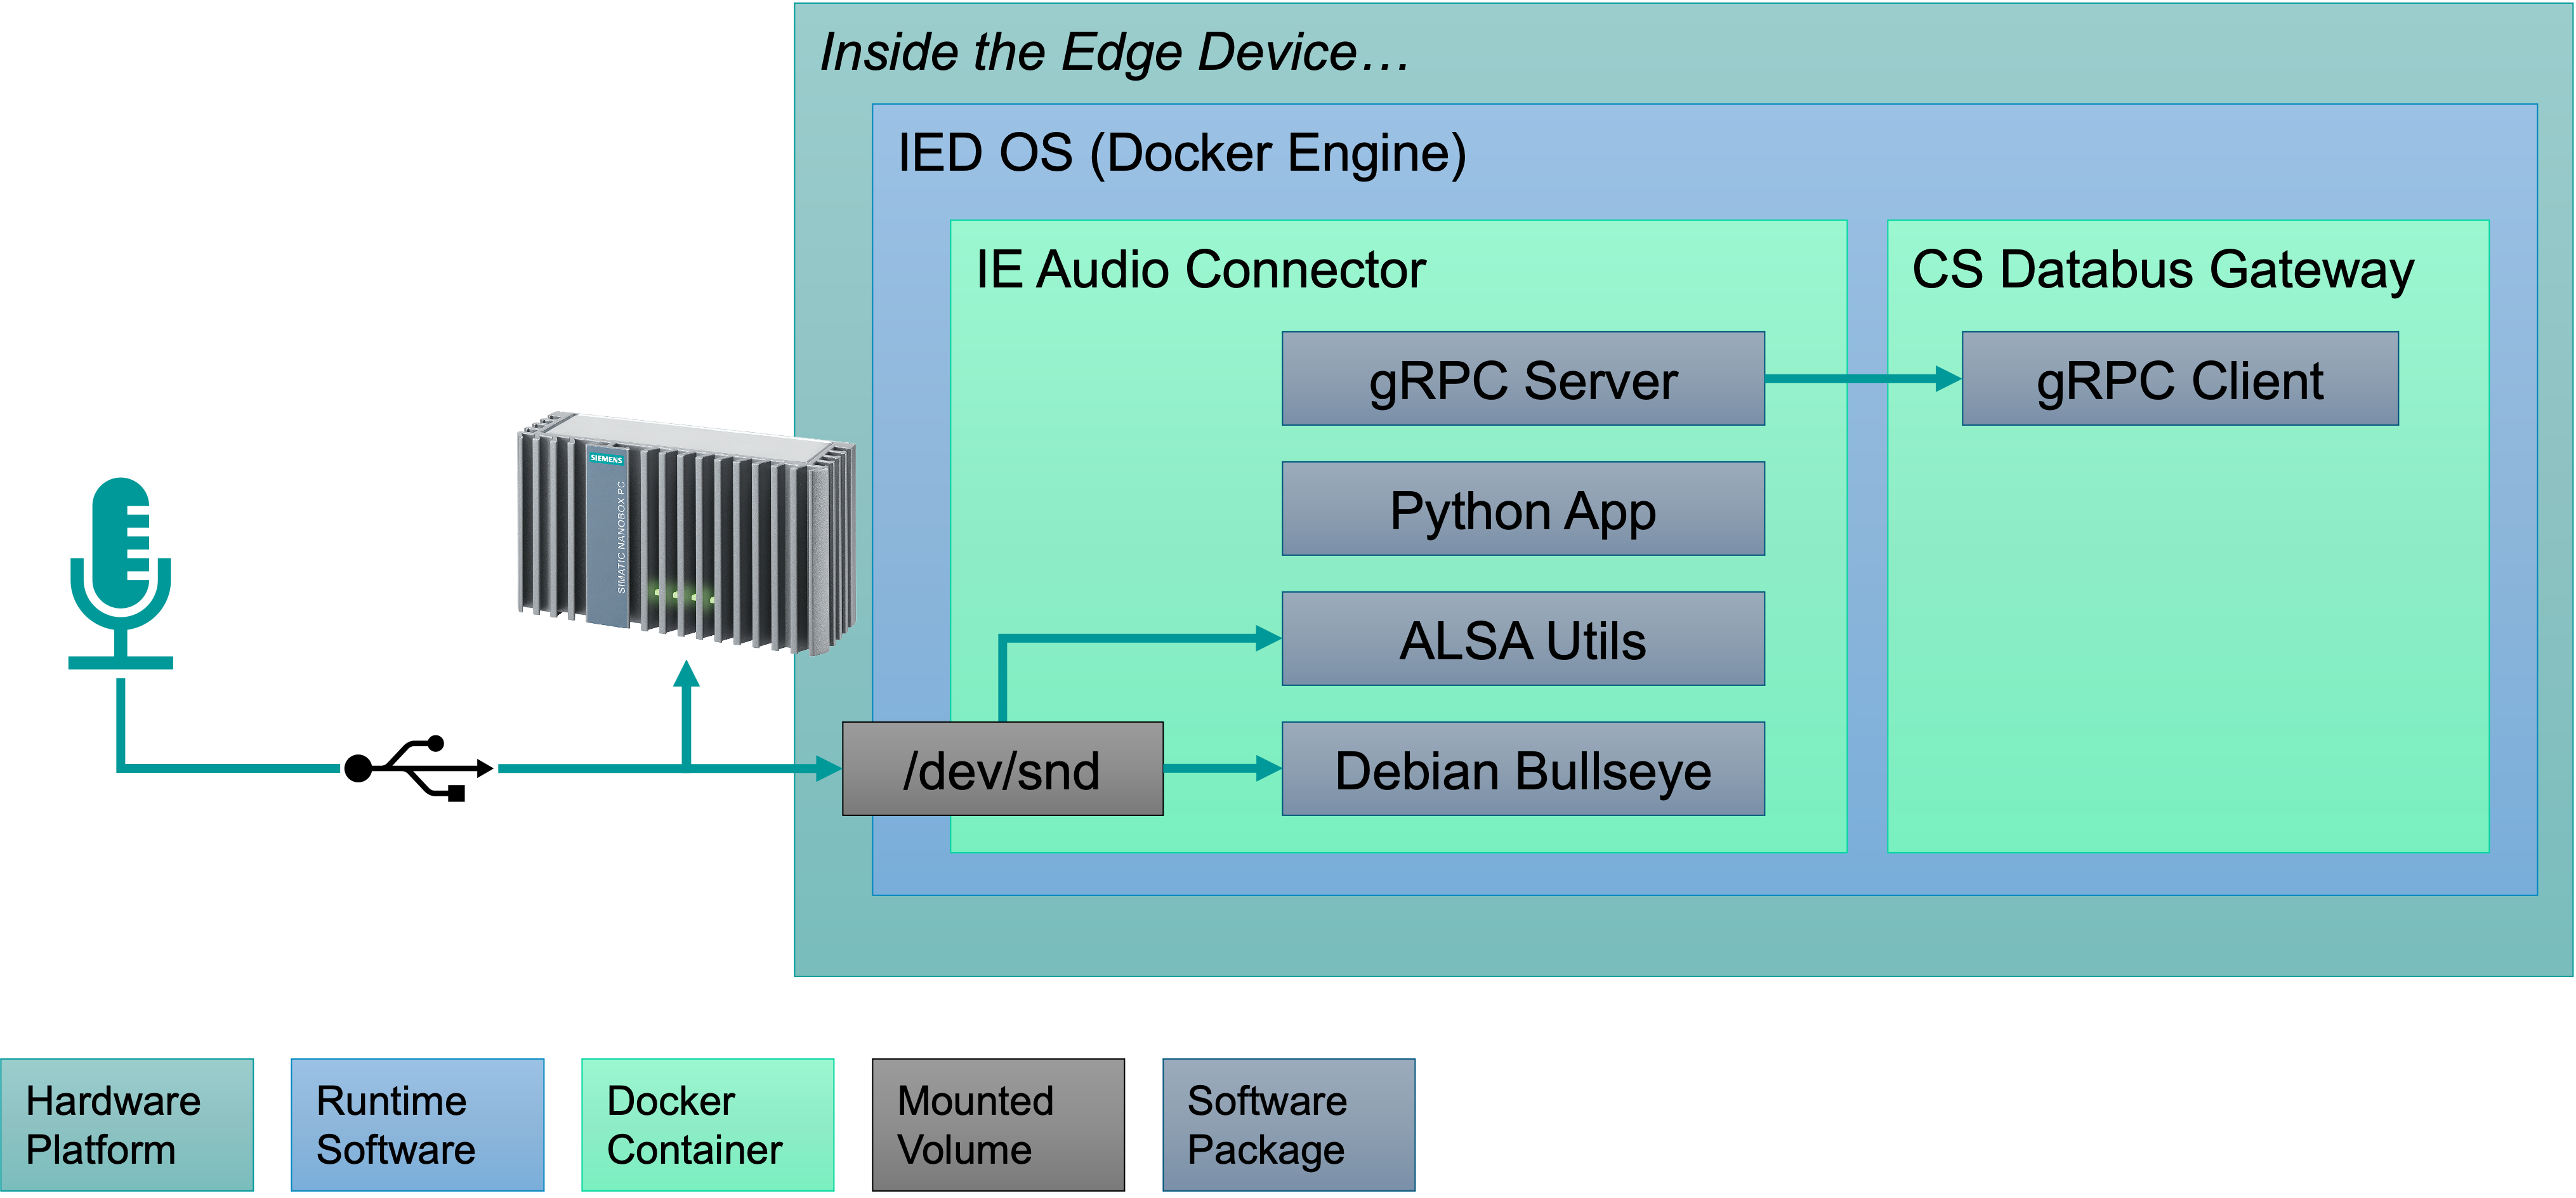 Inside the Edge Device…
IED OS (Docker Engine)
IE Audio Connector
CS Databus Gateway
gRPC Server
gRPC Client
Python App
ALSA Utils
/dev/snd
Debian Bullseye
SIEMENS
SIMATIC NANOBOX PC
Hardware
Platform
Runtime
Software
Docker
Container
Mounted
Volume
Software
Package